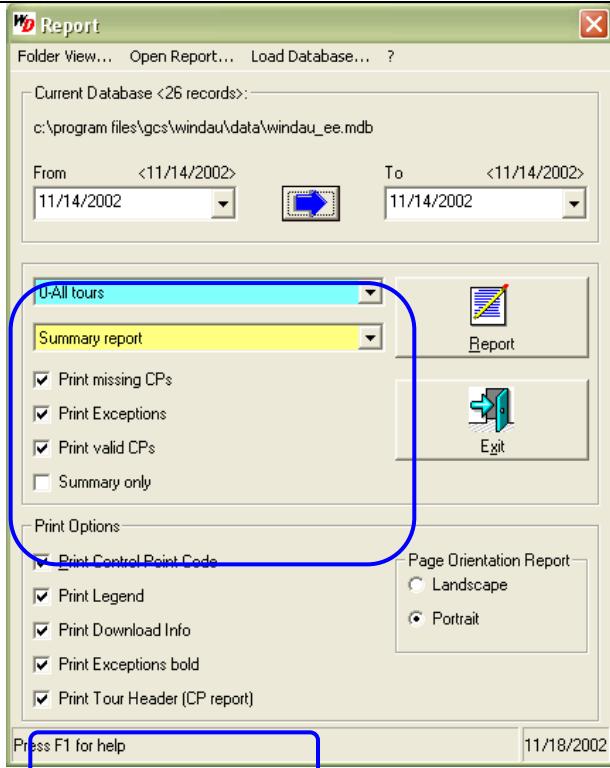 WD Report
Folder View... Open Report... Load Database... ?
Current Database <26 records>:
c:\program files\gcs\windau\data\windau_ee.mdb
From <11/14/2002> To <11/14/2002>
11/14/2002 11/14/2002
0-All tours
Summary report
Report
Print missing CPs
Print Exceptions
Print valid CPs
Exit
Summary only
Print Options
Print Control Point Code
Page Orientation Report
Landscape
Print Legend
Portrait
Print Download Info
Print Exceptions bold
Print Tour Header (CP report)
Press F1 for help 11/18/2002